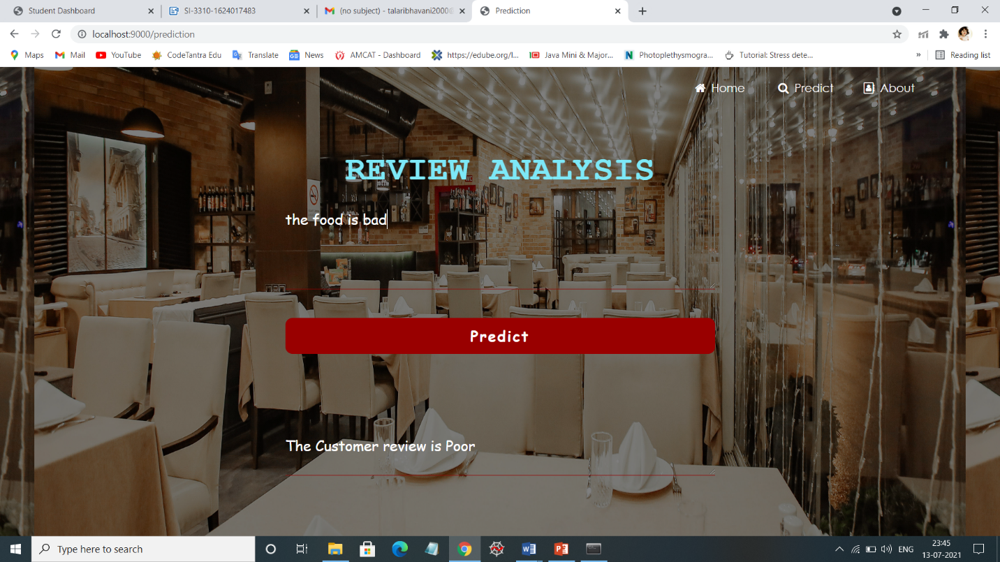 Student Dashboard
SI-3310-1624017483
(no subject) - talaribhavani2000@
Prediction
localhost:9000/prediction
Maps
Mail
YouTube
CodeTantra Edu
Translate
News
AMCAT - Dashboard
https://edube.org/l...
Java Mini & Major...
Photoplethysmogra...
Tutorial: Stress dete...
»
Reading list
Home
Predict
About
REVIEW ANALYSIS
the food is bad
Predict
The Customer review is Poor
Type here to search
ENG
23:45
13-07-2021